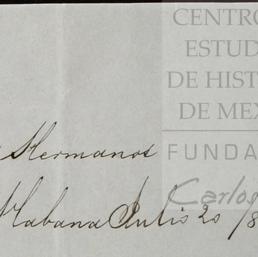 CENTRO
ESTUD
DE HIST
DE MEX
FUNDA
Carlos
Hermanos
Habana Julio 20 /8